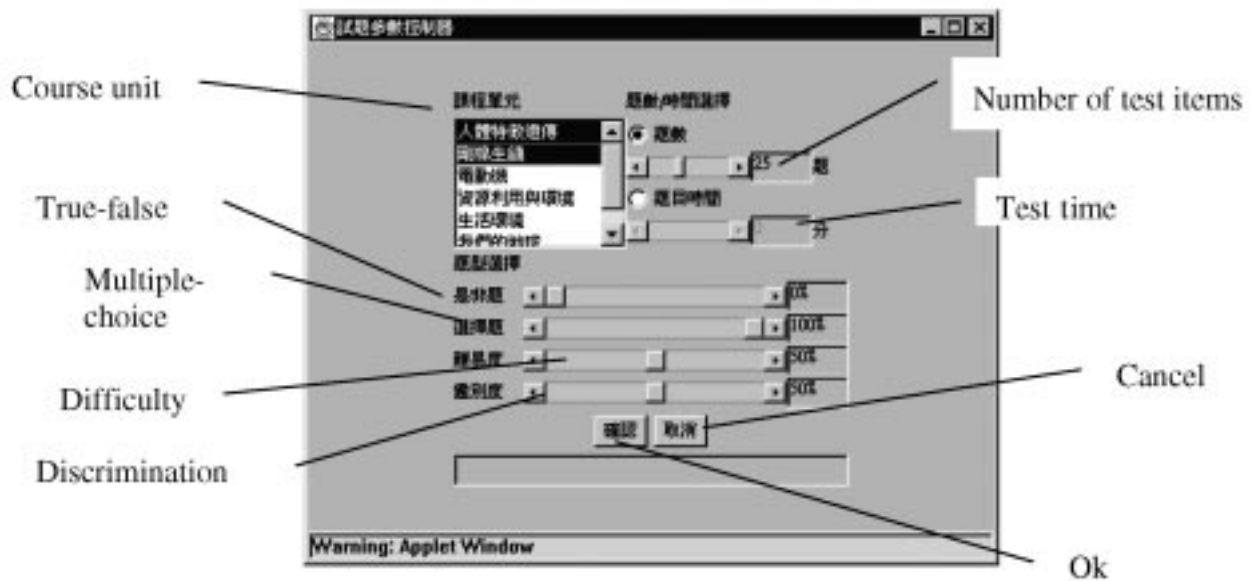 試題參數控制器
Course unit
課程單元
題數/時間選擇
Number of test items
人體特徵遺傳
題數
25
題
電動機
資源利用與環境
題目時間
生活環境
分
Test time
True-false
題型選擇
Multiple-
choice
是非題
0%
選擇題
100%
難易度
50%
鑑別度
50%
Difficulty
Cancel
確認
取消
Discrimination
Warning: Applet Window
Ok